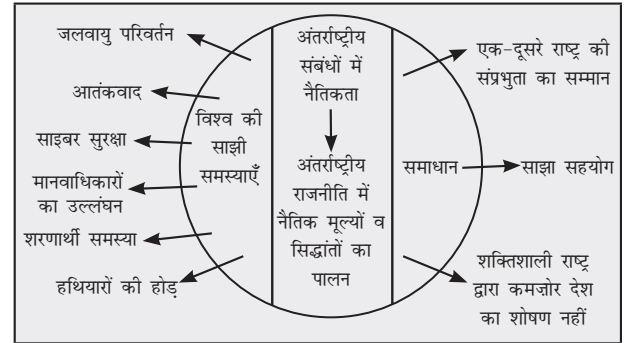 जलवायु परिवर्तन
आतंकवाद
साइबर सुरक्षा
मानवाधिकारों
का उल्लंघन
शरणार्थी समस्या
हथियारों की होड़
विश्व की
साझी
समस्याएँ
अंतर्राष्ट्रीय
संबंधों में
नैतिकता
अंतर्राष्ट्रीय
राजनीति में
नैतिक मूल्यों व
सिद्धांतों का
पालन
समाधान
एक-दूसरे राष्ट्र की
संप्रभुता का सम्मान
साझा सहयोग
शक्तिशाली राष्ट्र
द्वारा कमज़ोर देश
का शोषण नहीं